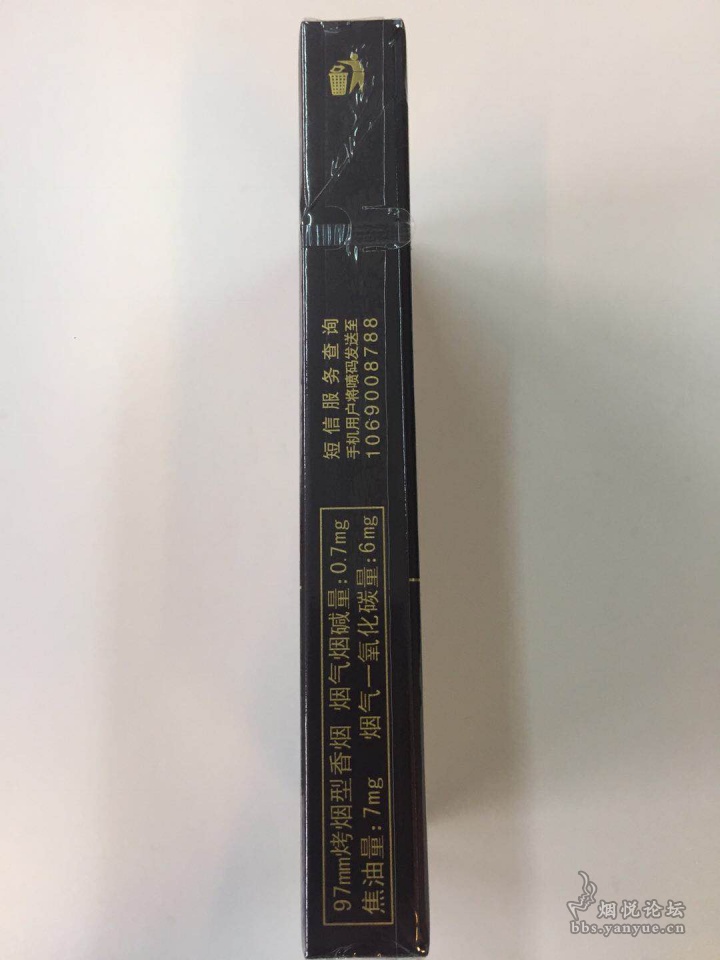 短信服务查询
手机用户将喷码发送至
1069008788
97mm烤烟型香烟 烟气烟碱量:0.7mg
焦油量:7mg 烟气一氧化碳量:6mg
烟悦论坛
bbs.yanyue.cn